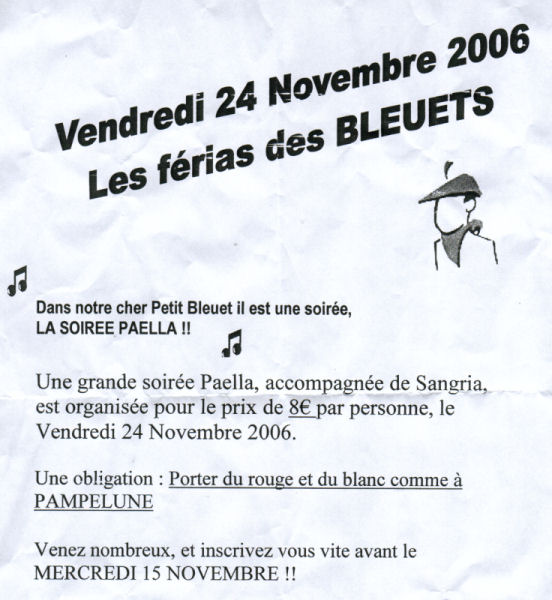 Vendredi 24 Novembre 2006
Les férias des BLEUETS
Dans notre cher Petit Bleuet il est une soirée,
LA SOIREE PAELLA !!
Une grande soirée Paella, accompagnée de Sangria,
est organisée pour le prix de 8€ par personne, le
Vendredi 24 Novembre 2006.
Une obligation : Porter du rouge et du blanc comme à
PAMPELUNE
Venez nombreux, et inscrivez vous vite avant le
MERCREDI 15 NOVEMBRE !!